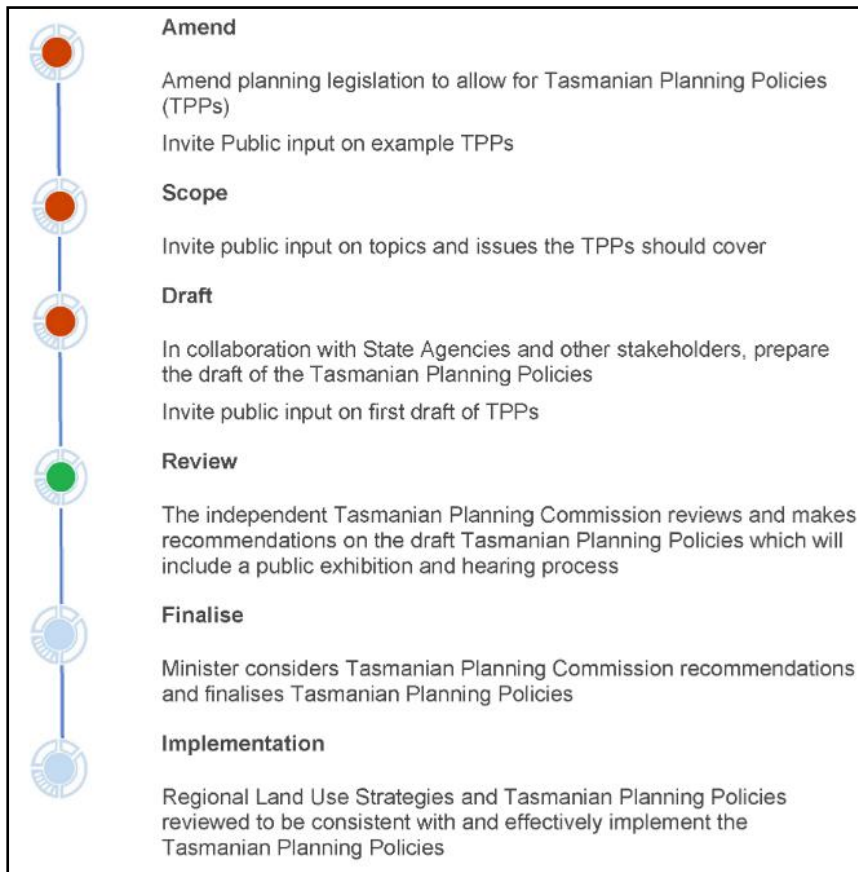 Amend
Amend planning legislation to allow for Tasmanian Planning Policies
(TPPs)
Invite Public input on example TPPs
Scope
Invite public input on topics and issues the TPPs should cover
Draft
In collaboration with State Agencies and other stakeholders, prepare
the draft of the Tasmanian Planning Policies
Invite public input on first draft of TPPs
Review
The independent Tasmanian Planning Commission reviews and makes
recommendations on the draft Tasmanian Planning Policies which will
include a public exhibition and hearing process
Finalise
Minister considers Tasmanian Planning Commission recommendations
and finalises Tasmanian Planning Policies
Implementation
Regional Land Use Strategies and Tasmanian Planning Policies
reviewed to be consistent with and effectively implement the
Tasmanian Planning Policies